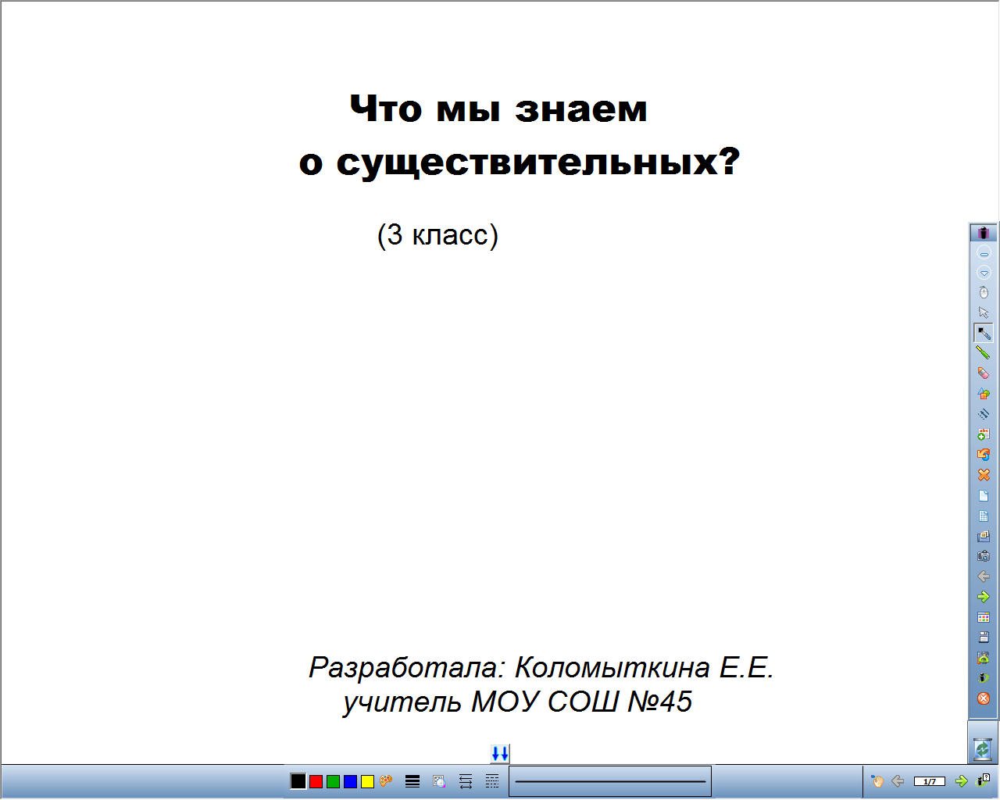 Что мы знаем
о существительных?
(3 класс)
Разработала: Коломыткина Е.Е.
учитель МОУ СОШ №45
1/7